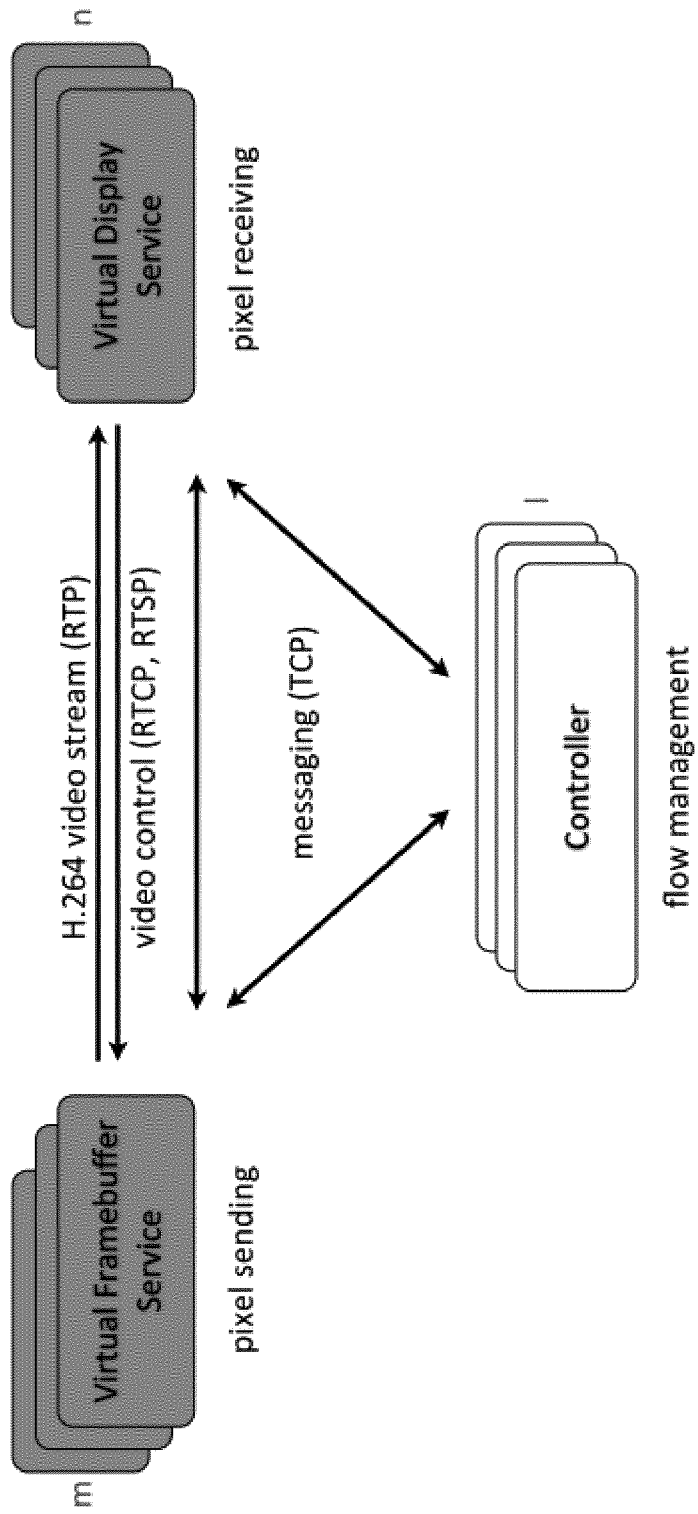 m
Virtual Framebuffer
Service
pixel sending
H.264 video stream (RTP)
video control (RTCP, RTSP)
messaging (TCP)
n
Virtual Display
Service
pixel receiving
l
Controller
flow management